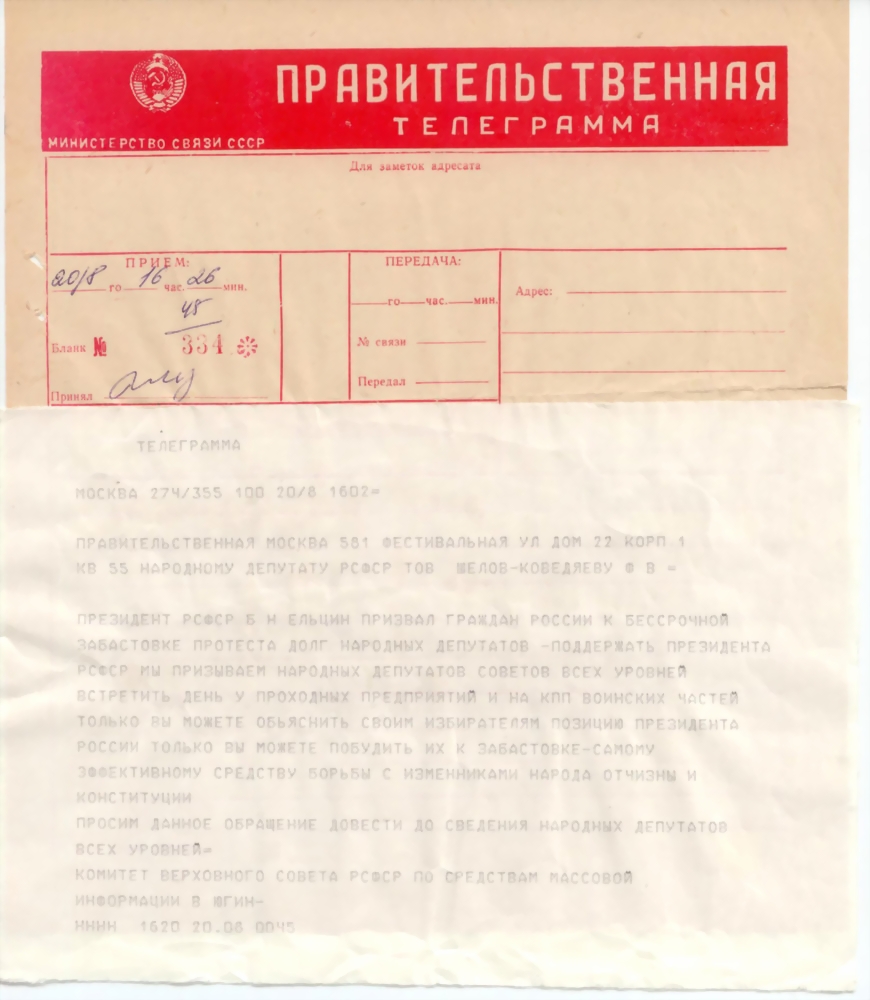 ПРАВИТЕЛЬСТВЕННАЯ
ТЕЛЕГРАММА
МИНИСТЕРСТВО СВЯЗИ СССР
Для заметок адресата
ПРИЕМ:
20/8 го 16 час. 26 мин.
45
Бланк № 334
Принял
ПЕРЕДАЧА:
го час. мин.
№ связи
Передал
Адрес:
ТЕЛЕГРАММА
МОСКВА 274/355 100 20/8 1602=
ПРАВИТЕЛЬСТВЕННАЯ МОСКВА 581 ФЕСТИВАЛЬНАЯ УЛ ДОМ 22 КОРП 1
КВ 55 НАРОДНОМУ ДЕПУТАТУ РСФСР ТОВ ШЕЛОВ-КОВЕДЯЕВУ Ф В =
ПРЕЗИДЕНТ РСФСР Б Н ЕЛЬЦИН ПРИЗВАЛ ГРАЖДАН РОССИИ К БЕССРОЧНОЙ
ЗАБАСТОВКЕ ПРОТЕСТА ДОЛГ НАРОДНЫХ ДЕПУТАТОВ -ПОДДЕРЖАТЬ ПРЕЗИДЕНТА
РСФСР МЫ ПРИЗЫВАЕМ НАРОДНЫХ ДЕПУТАТОВ СОВЕТОВ ВСЕХ УРОВНЕЙ
ВСТРЕТИТЬ ДЕНЬ У ПРОХОДНЫХ ПРЕДПРИЯТИЙ И НА КПП ВОИНСКИХ ЧАСТЕЙ
ТОЛЬКО ВЫ МОЖЕТЕ ОБЬЯСНИТЬ СВОИМ ИЗБИРАТЕЛЯМ ПОЗИЦИЮ ПРЕЗИДЕНТА
РОССИИ ТОЛЬКО ВЫ МОЖЕТЕ ПОБУДИТЬ ИХ К ЗАБАСТОВКЕ-САМОМУ
ЭФФЕКТИВНОМУ СРЕДСТВУ БОРЬБЫ С ИЗМЕННИКАМИ НАРОДА ОТЧИЗНЫ И
КОНСТИТУЦИИ
ПРОСИМ ДАННОЕ ОБРАЩЕНИЕ ДОВЕСТИ ДО СВЕДЕНИЯ НАРОДНЫХ ДЕПУТАТОВ
ВСЕХ УРОВНЕЙ=
КОМИТЕТ ВЕРХОВНОГО СОВЕТА РСФСР ПО СРЕДСТВАМ МАССОВОЙ
ИНФОРМАЦИИ В ЮГИН-
НННН 1620 20.08 0045